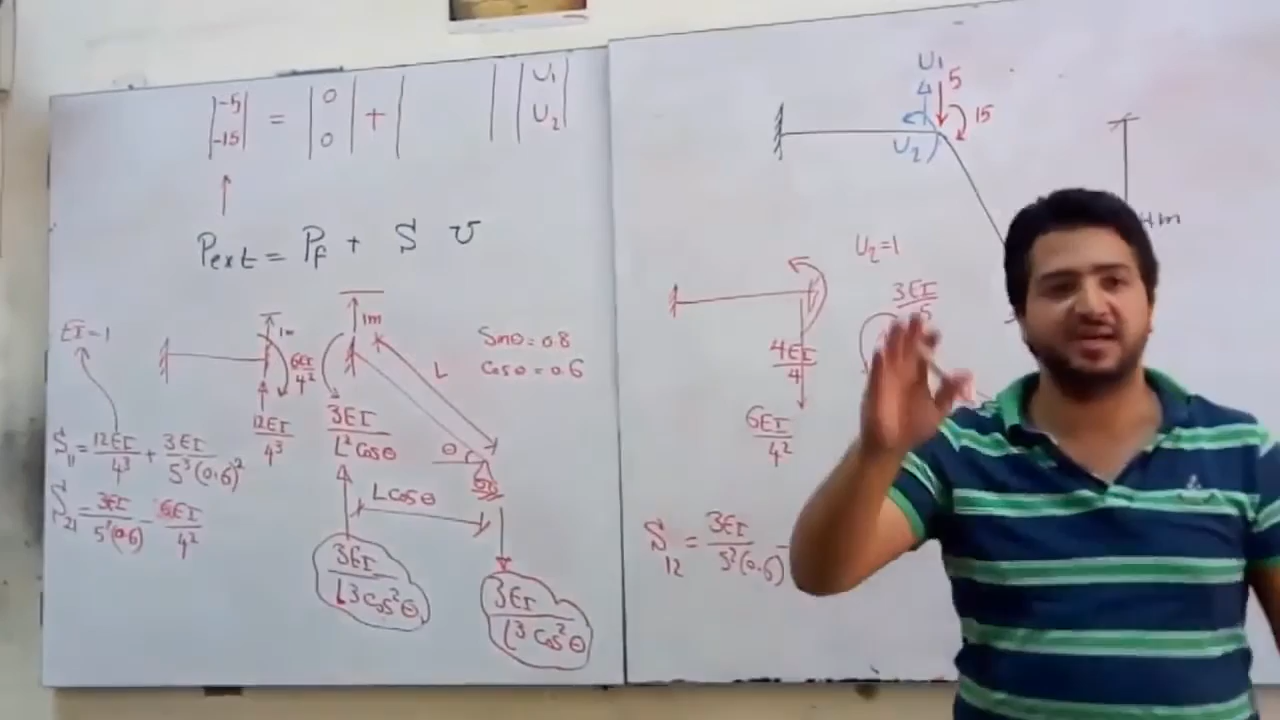 |-5| = |0| + | | |U₁|
|-15| |0| |U₂|
Pext = Pf + S U
EI=1
1m
6EI/4²
12EI/4³
S₁₁ = 12EI/4³ + 3EI/5³(0.6)²
S₂₁ = 3EI/5²(0.6) - 6EI/4²
1m
L
Sinθ = 0.8
Cosθ = 0.6
3EI/L²Cosθ
θ
LCosθ
3EI/L³Cos²θ
3EI/L³Cos²θ
U₁
5
15
U₂
4m
U₂=1
4EI/4
6EI/4²
3EI/5
S₁₂ = 3EI/5²(0.6) -